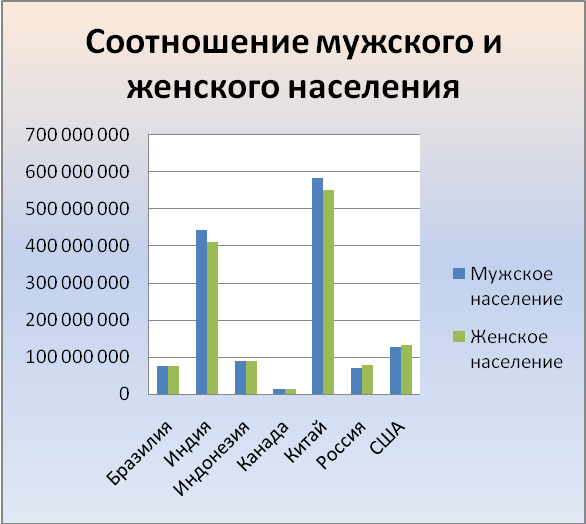 Соотношение мужского и
женского населения
700 000 000
600 000 000
500 000 000
400 000 000
300 000 000
200 000 000
100 000 000
0
Бразилия
Индия
Индонезия
Канада
Китай
Россия
США
Мужское
население
Женское
население